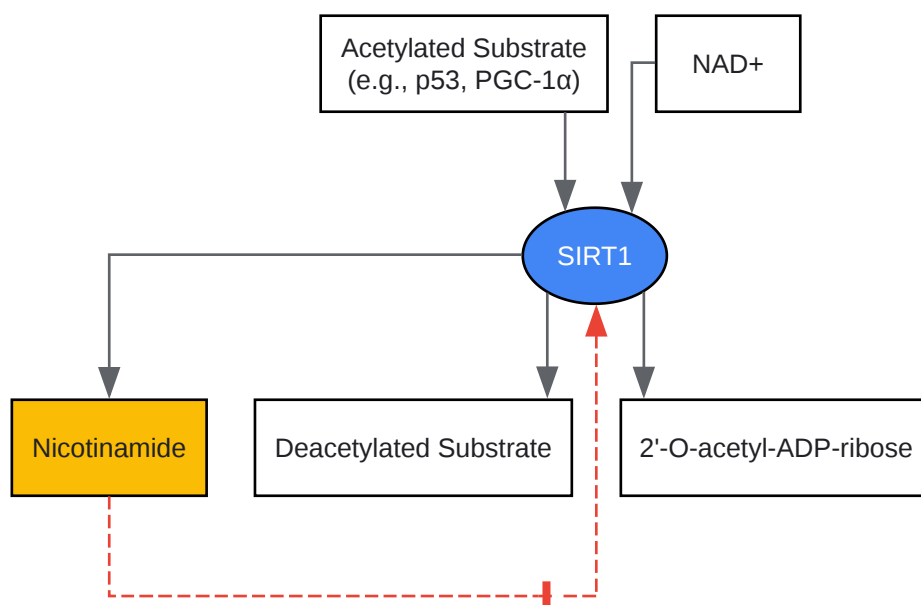 Acetylated Substrate
(e.g., p53, PGC-1α)
NAD+
SIRT1
Nicotinamide
Deacetylated Substrate
2'-O-acetyl-ADP-ribose